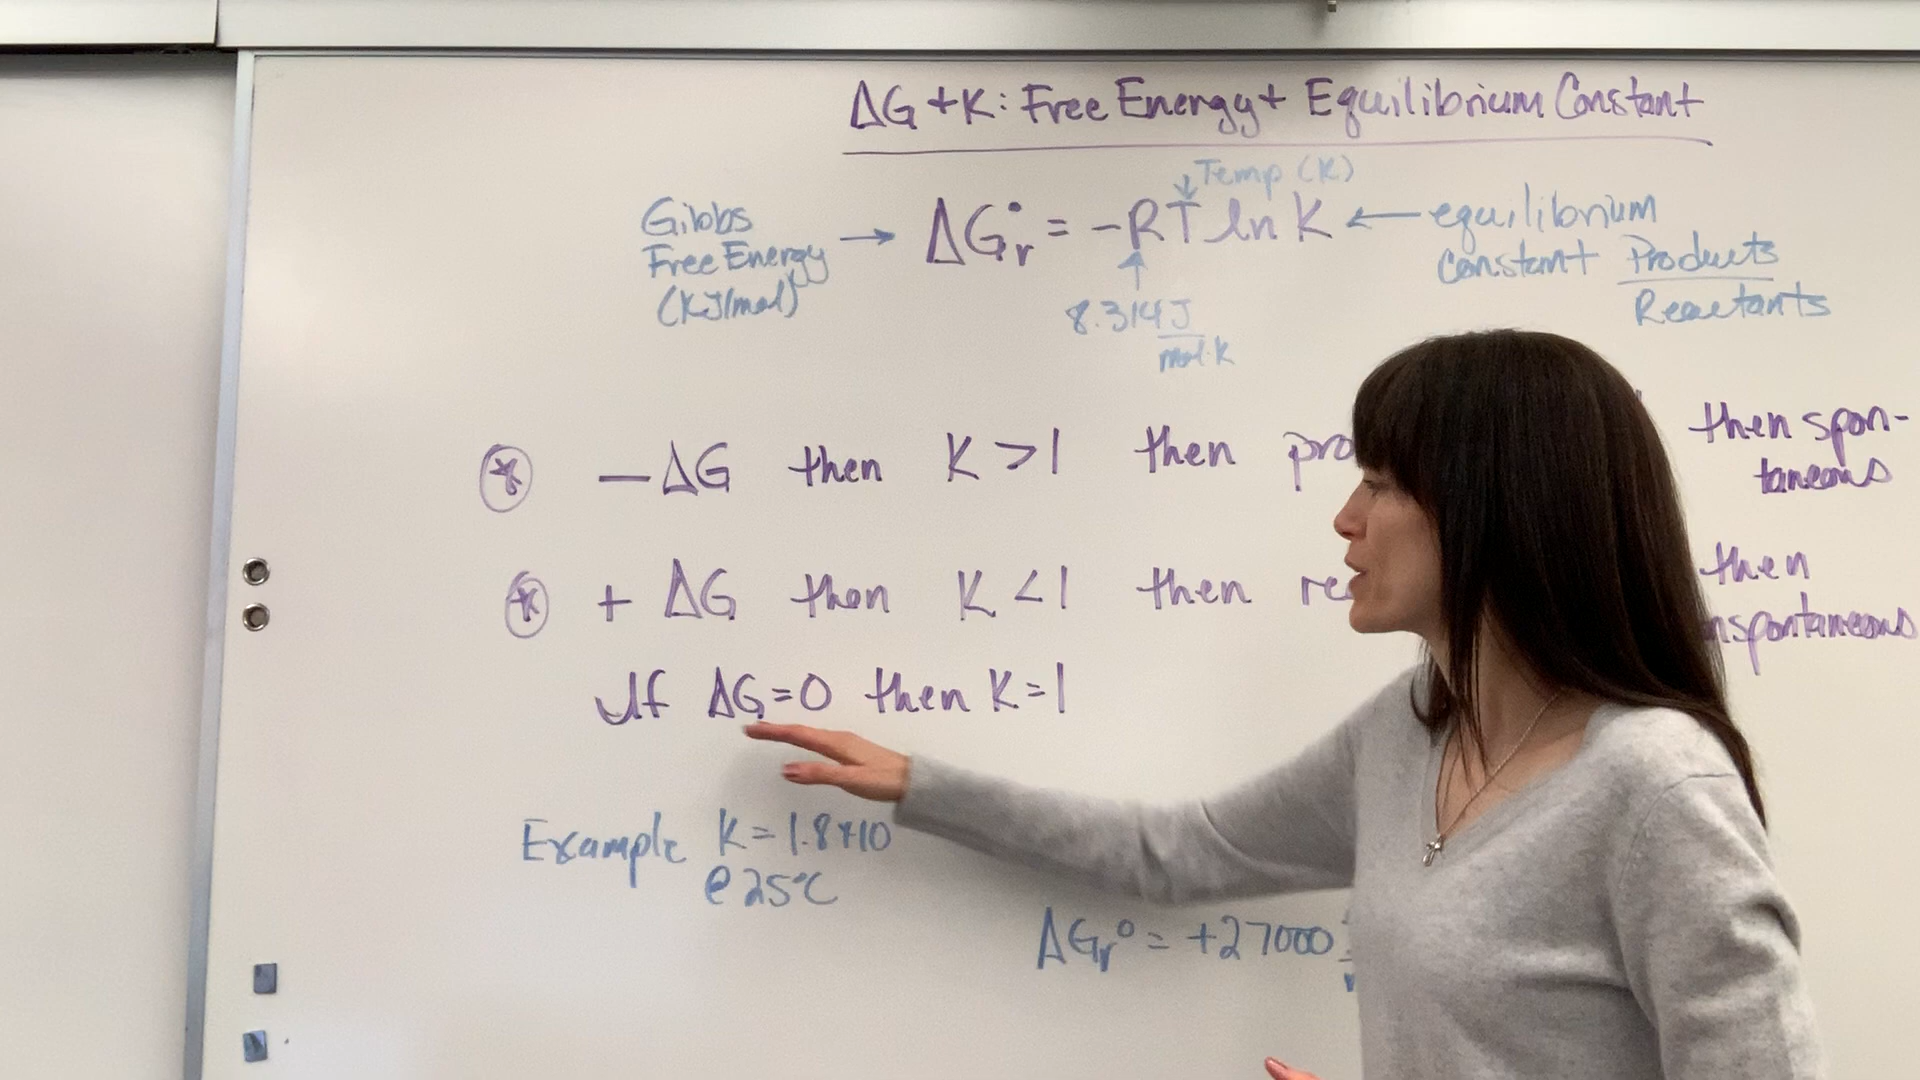 ΔG + K: Free Energy + Equilibrium Constant
Temp (K)
Gibbs
Free Energy
(KJ/mol)
→ ΔG°r = -RT ln K ←
equilibrium
constant Products
Reactants
8.314 J
mol·K
* - ΔG then K > 1 then pro
then spon-
taneous
* + ΔG then K < 1 then re
then
nspontaneous
If ΔG = 0 then K = 1
Example K = 1.8 x 10
@ 25°C
ΔGr° = +27000